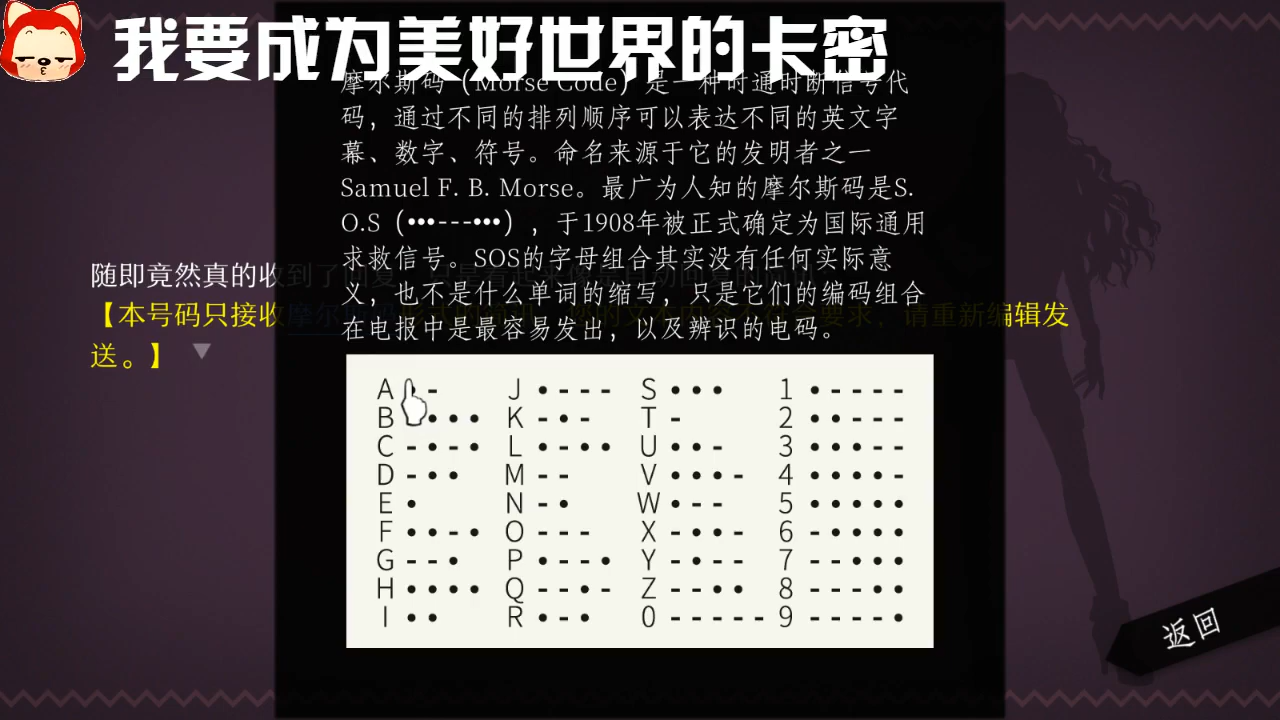 我要成为美好世界的卡密
摩尔斯码（Morse Code）是一种时通时断信号代
码，通过不同的排列顺序可以表达不同的英文字
幕、数字、符号。命名来源于它的发明者之一
Samuel F. B. Morse。最广为人知的摩尔斯码是S.
O.S（•••---•••），于1908年被正式确定为国际通用
求救信号。SOS的字母组合其实没有任何实际意
义，也不是什么单词的缩写，只是它们的编码组合
在电报中是最容易发出，以及辨识的电码。
随即竟然真的收到了回复
【本号码只接收摩尔斯 要求，请重新编辑发
送。】
A •- J •--- S ••• 1 •----
B ••• K -•- T - 2 ••---
C -•-• L •-•• U ••- 3 •••--
D -•• M -- V •••- 4 ••••-
E • N -• W •-- 5 •••••
F ••-• O --- X -••- 6 -••••
G --• P •--• Y -•-- 7 --•••
H •••• Q --•- Z --•• 8 ---••
I •• R •-• 0 ----- 9 ----•
返回